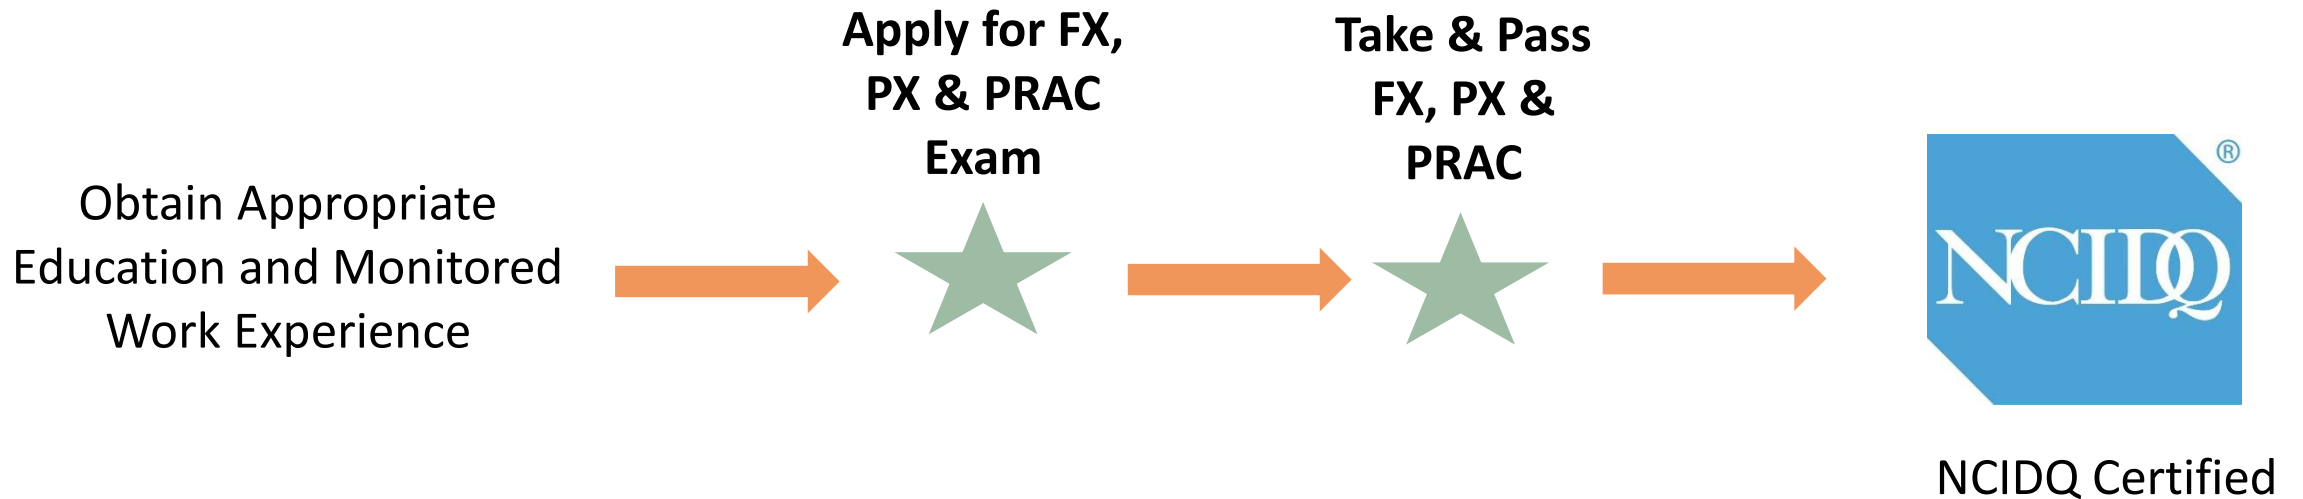 Obtain Appropriate
Education and Monitored
Work Experience
Apply for FX,
PX & PRAC
Exam
Take & Pass
FX, PX &
PRAC
®
NCIDQ
NCIDQ Certified